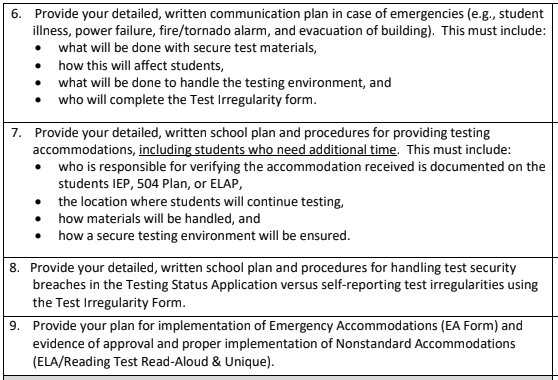 6. Provide your detailed, written communication plan in case of emergencies (e.g., student
illness, power failure, fire/tornado alarm, and evacuation of building). This must include:
• what will be done with secure test materials,
• how this will affect students,
• what will be done to handle the testing environment, and
• who will complete the Test Irregularity form.
7. Provide your detailed, written school plan and procedures for providing testing
accommodations, including students who need additional time. This must include:
• who is responsible for verifying the accommodation received is documented on the
students IEP, 504 Plan, or ELAP,
• the location where students will continue testing,
• how materials will be handled, and
• how a secure testing environment will be ensured.
8. Provide your detailed, written school plan and procedures for handling test security
breaches in the Testing Status Application versus self-reporting test irregularities using
the Test Irregularity Form.
9. Provide your plan for implementation of Emergency Accommodations (EA Form) and
evidence of approval and proper implementation of Nonstandard Accommodations
(ELA/Reading Test Read-Aloud & Unique).